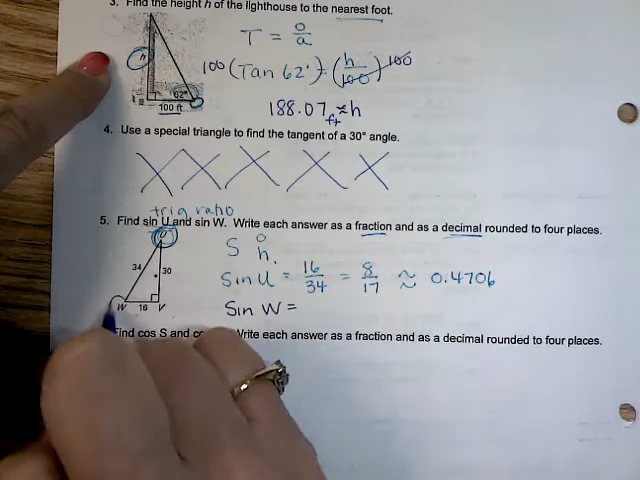 3. Find the height h of the lighthouse to the nearest foot.
T = o/a
h
62°
100 ft
100 (Tan 62°) = (h/100) 100
188.07 ft ≈ h
4. Use a special triangle to find the tangent of a 30° angle.
trig ratio
5. Find sin U and sin W. Write each answer as a fraction and as a decimal rounded to four places.
U
34
30
W
16
V
S o/h
sin U = 16/34 = 8/17 ≈ 0.4706
Sin W =
Find cos S and Write each answer as a fraction and as a decimal rounded to four places.